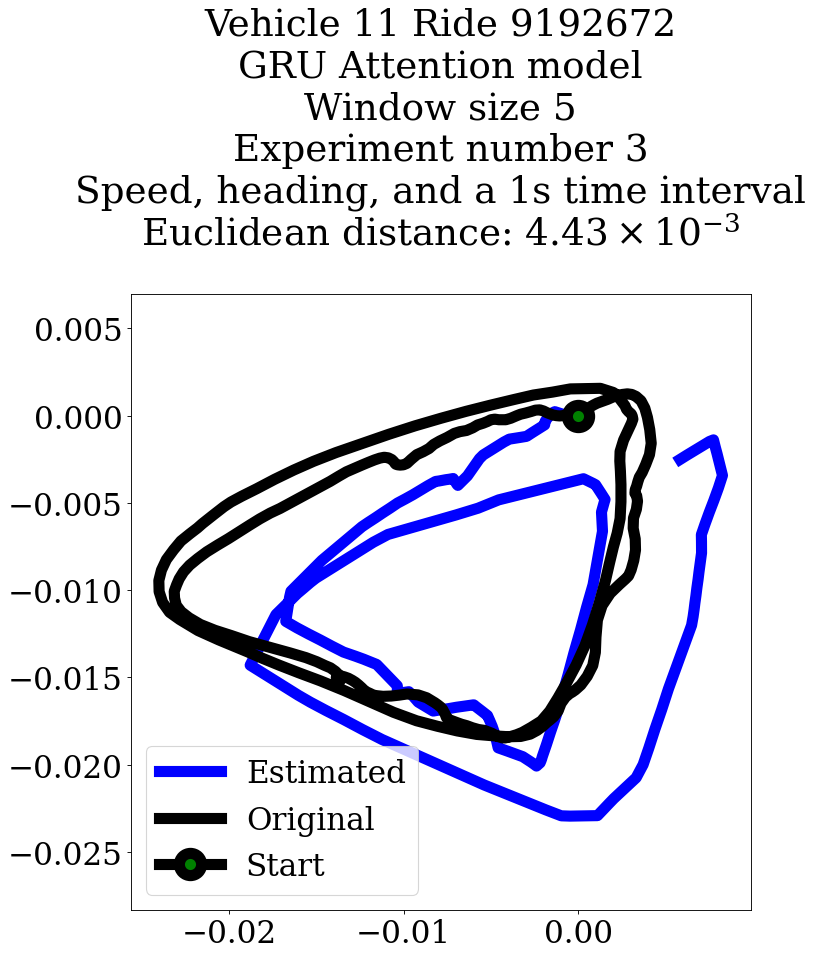 Vehicle 11 Ride 9192672
GRU Attention model
Window size 5
Experiment number 3
Speed, heading, and a 1s time interval
Euclidean distance: 4.43 × 10⁻³
0.005
0.000
−0.005
−0.010
−0.015
−0.020
−0.025
Estimated
Original
Start
−0.02
−0.01
0.00